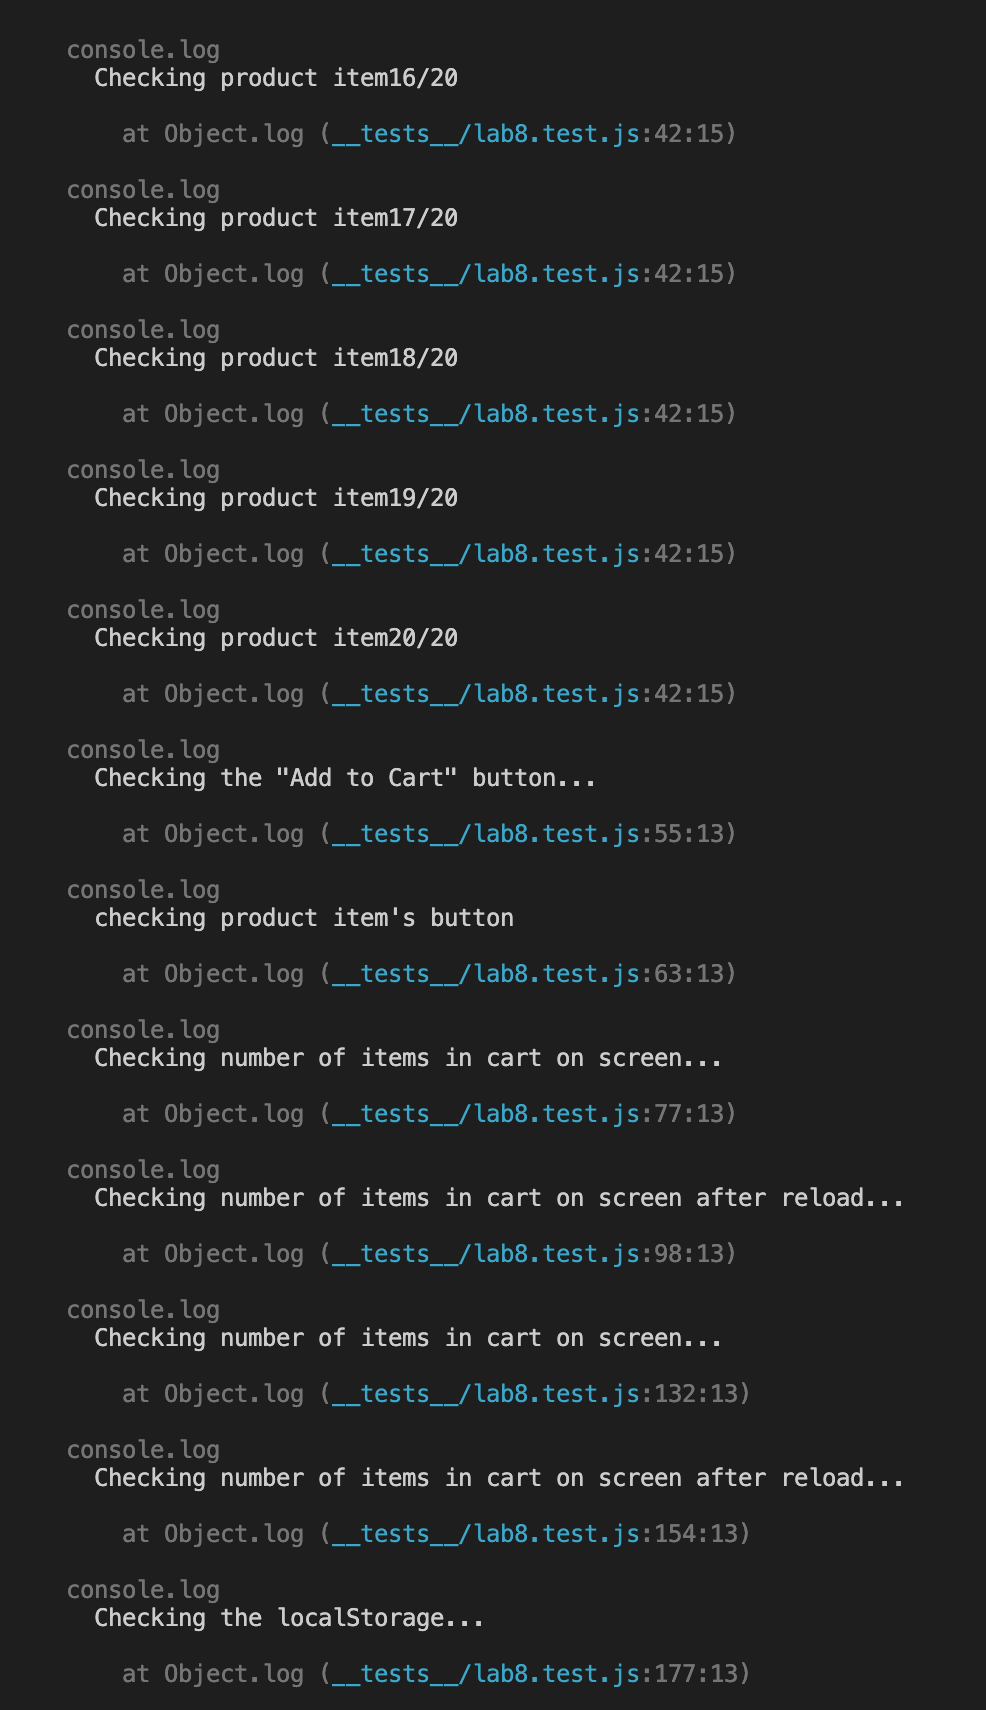 console.log
Checking product item16/20
at Object.log (__tests__/lab8.test.js:42:15)
console.log
Checking product item17/20
at Object.log (__tests__/lab8.test.js:42:15)
console.log
Checking product item18/20
at Object.log (__tests__/lab8.test.js:42:15)
console.log
Checking product item19/20
at Object.log (__tests__/lab8.test.js:42:15)
console.log
Checking product item20/20
at Object.log (__tests__/lab8.test.js:42:15)
console.log
Checking the "Add to Cart" button...
at Object.log (__tests__/lab8.test.js:55:13)
console.log
checking product item's button
at Object.log (__tests__/lab8.test.js:63:13)
console.log
Checking number of items in cart on screen...
at Object.log (__tests__/lab8.test.js:77:13)
console.log
Checking number of items in cart on screen after reload...
at Object.log (__tests__/lab8.test.js:98:13)
console.log
Checking number of items in cart on screen...
at Object.log (__tests__/lab8.test.js:132:13)
console.log
Checking number of items in cart on screen after reload...
at Object.log (__tests__/lab8.test.js:154:13)
console.log
Checking the localStorage...
at Object.log (__tests__/lab8.test.js:177:13)